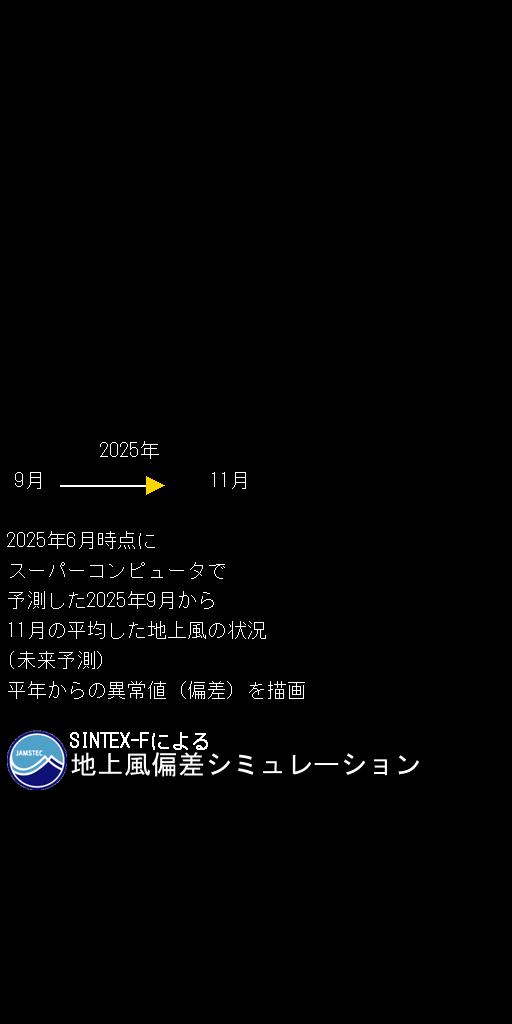 2025年
9月 11月
2025年6月時点に
スーパーコンピュータで
予測した2025年9月から
11月の平均した地上風の状況
(未来予測)
平年からの異常値(偏差)を描画
JAMSTEC
SINTEX-Fによる
地上風偏差シミュレーション